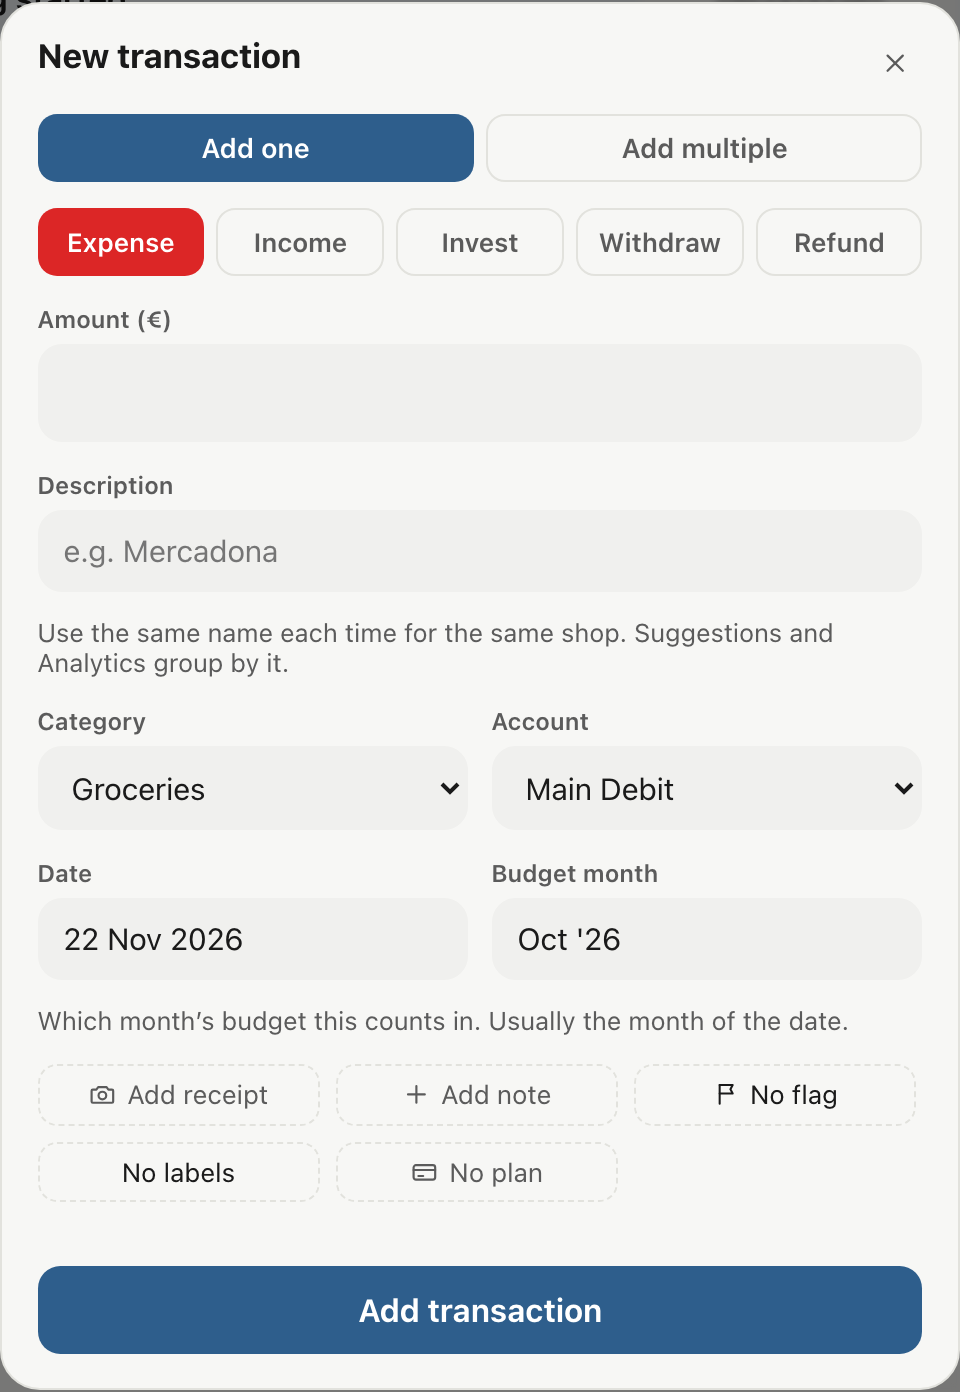 New transaction
Add one
Add multiple
Expense
Income
Invest
Withdraw
Refund
Amount (€)
Description
e.g. Mercadona
Use the same name each time for the same shop. Suggestions and
Analytics group by it.
Category
Account
Groceries
Main Debit
Date
Budget month
22 Nov 2026
Oct '26
Which month’s budget this counts in. Usually the month of the date.
Add receipt
Add note
No flag
No labels
No plan
Add transaction